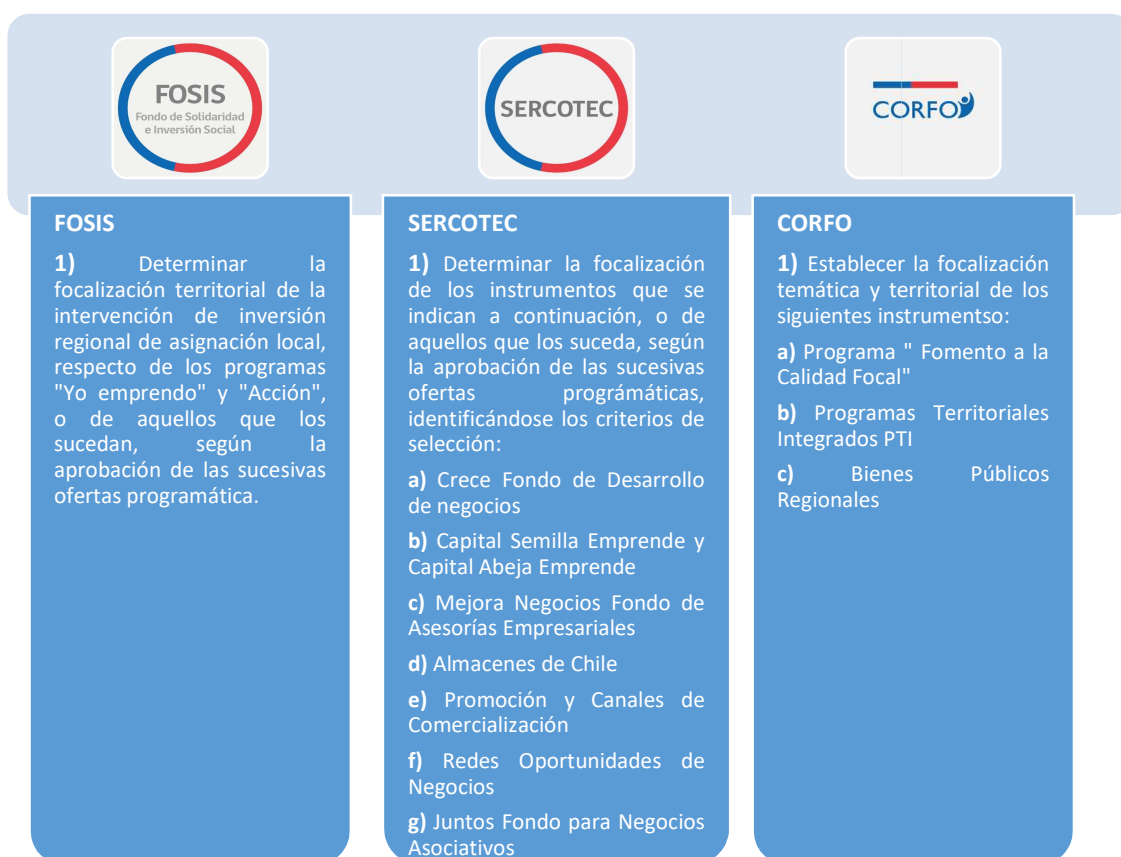 FOSIS
Fondo de Solidaridad
e Inversión Social
SERCOTEC
CORFO
FOSIS
1) Determinar la
focalización territorial de la
intervención de inversión
regional de asignación local,
respecto de los programas
"Yo emprendo" y "Acción",
o de aquellos que los
sucedan, según la
aprobación de las sucesivas
ofertas programática.
SERCOTEC
1) Determinar la focalización
de los instrumentos que se
indican a continuación, o de
aquellos que los suceda, según
la aprobación de las sucesivas
ofertas prográmáticas,
identificándose los criterios de
selección:
a) Crece Fondo de Desarrollo
de negocios
b) Capital Semilla Emprende y
Capital Abeja Emprende
c) Mejora Negocios Fondo de
Asesorías Empresariales
d) Almacenes de Chile
e) Promoción y Canales de
Comercialización
f) Redes Oportunidades de
Negocios
g) Juntos Fondo para Negocios
Asociativos
CORFO
1) Establecer la focalización
temática y territorial de los
siguientes instrumentso:
a) Programa " Fomento a la
Calidad Focal"
b) Programas Territoriales
Integrados PTI
c) Bienes Públicos
Regionales